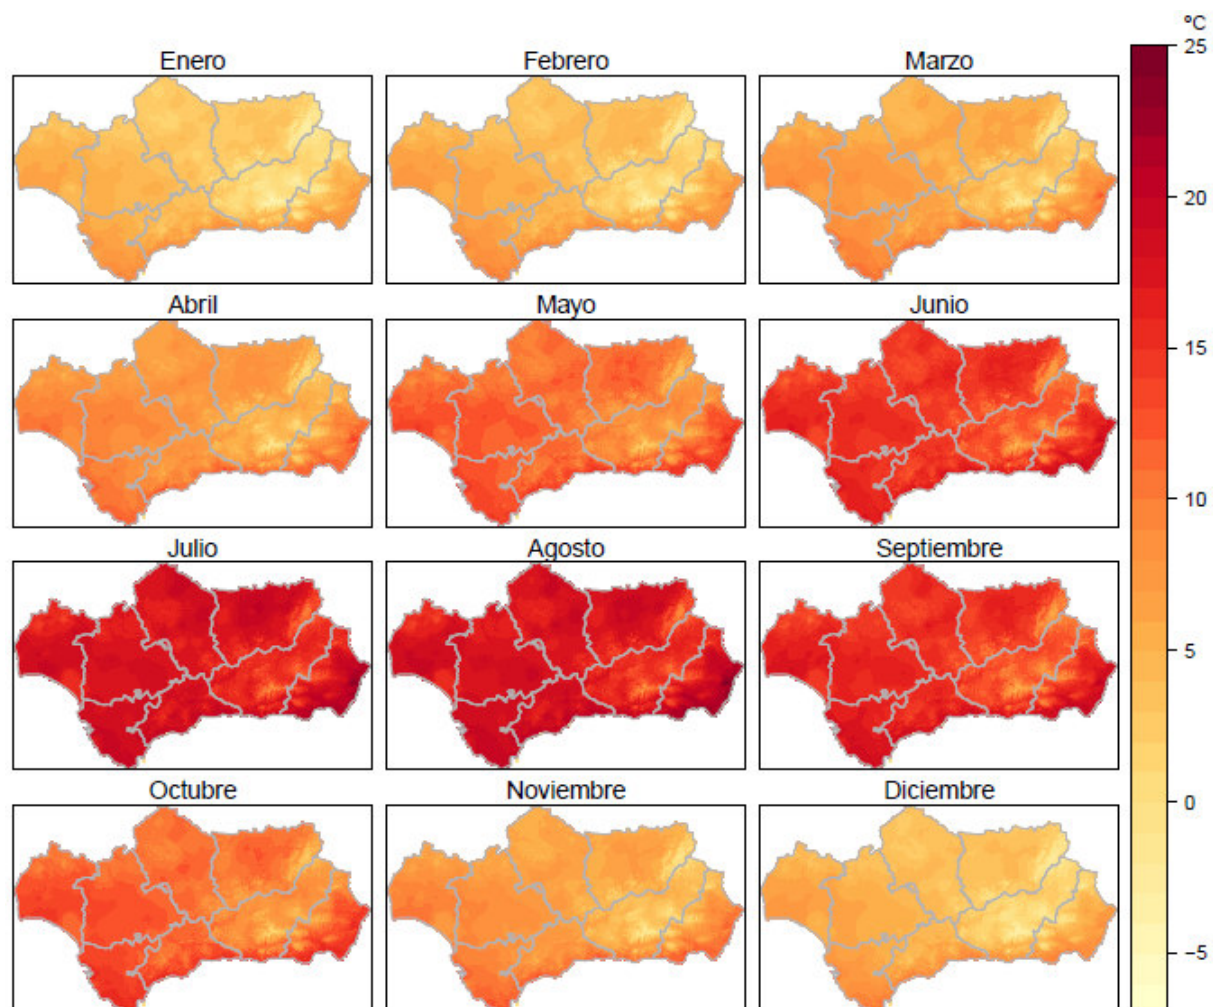 °C
Enero Febrero Marzo
Abril Mayo Junio
Julio Agosto Septiembre
Octubre Noviembre Diciembre
25
20
15
10
5
0
−5